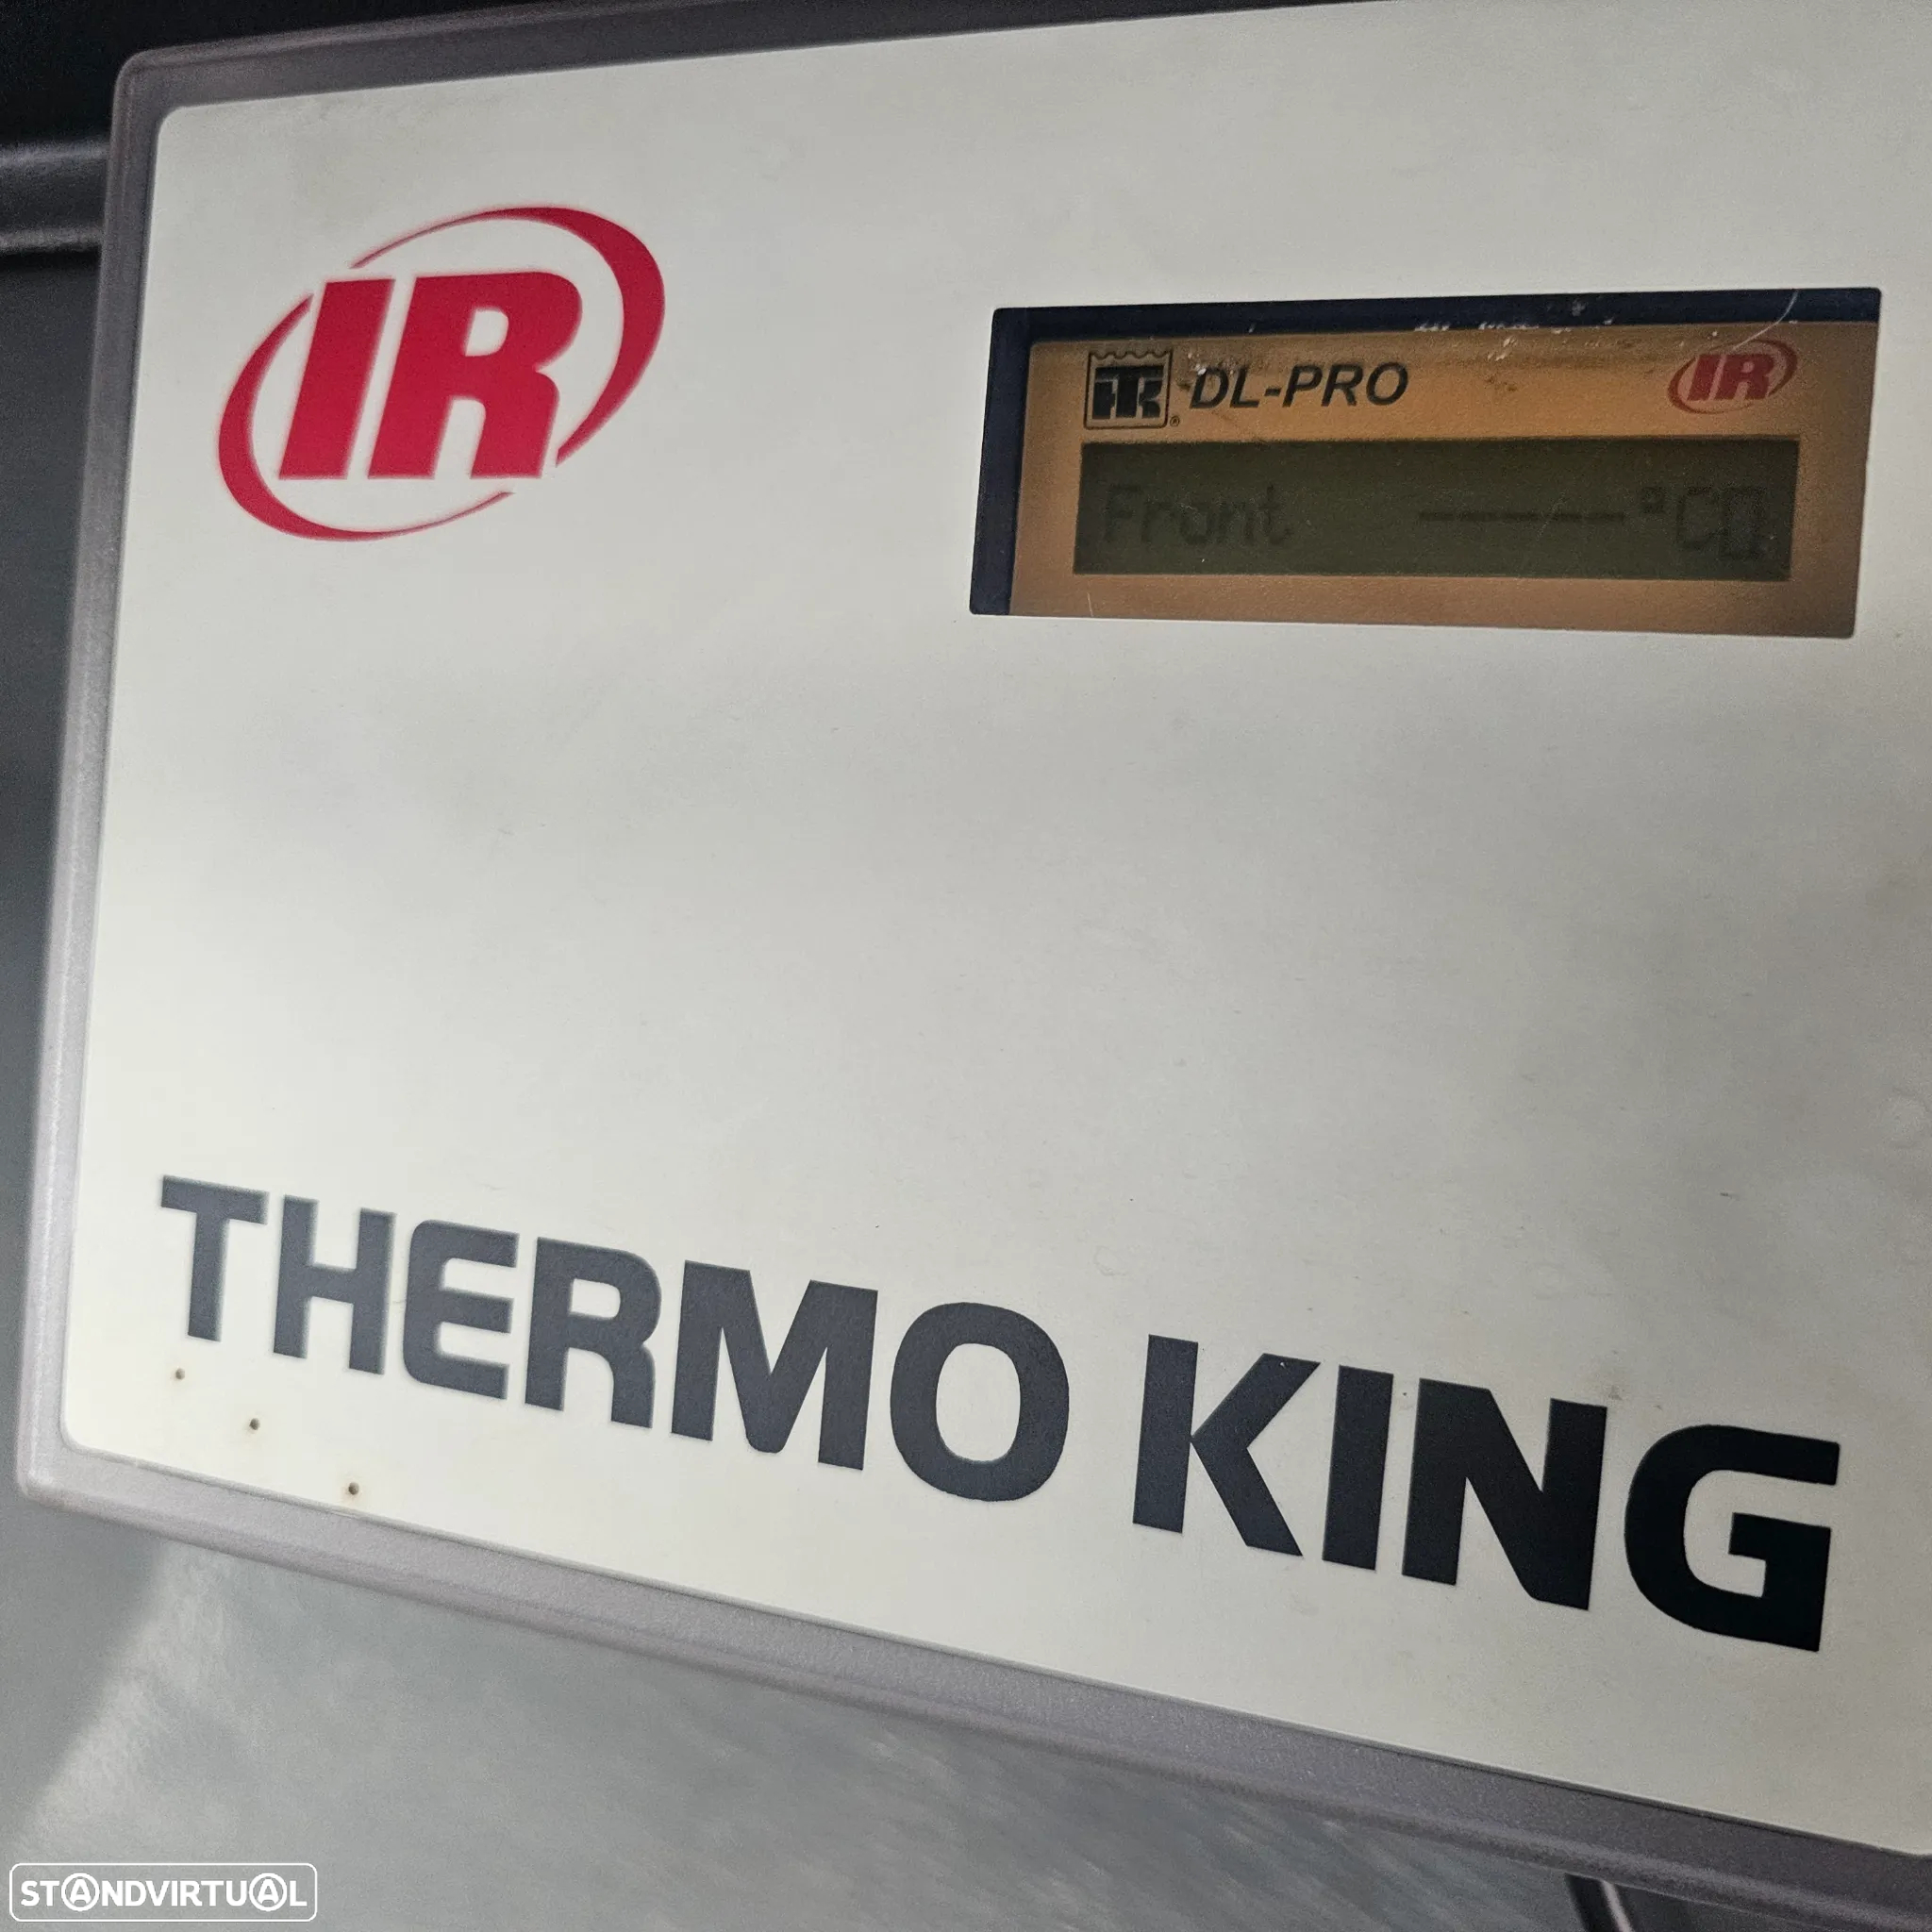 IR
TK DL-PRO IR
Front -----°C
THERMO KING
STANDVIRTUAL